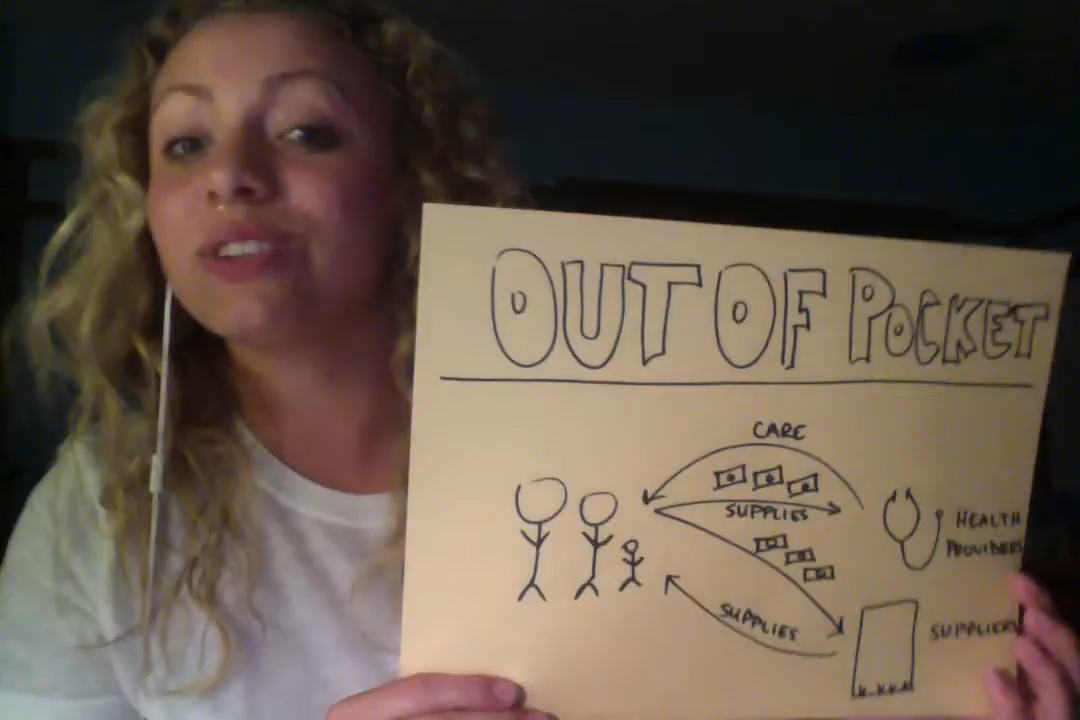 OUT OF POCKET
CARE
SUPPLIES
HEALTH
PROVIDERS
SUPPLIES
SUPPLIERS